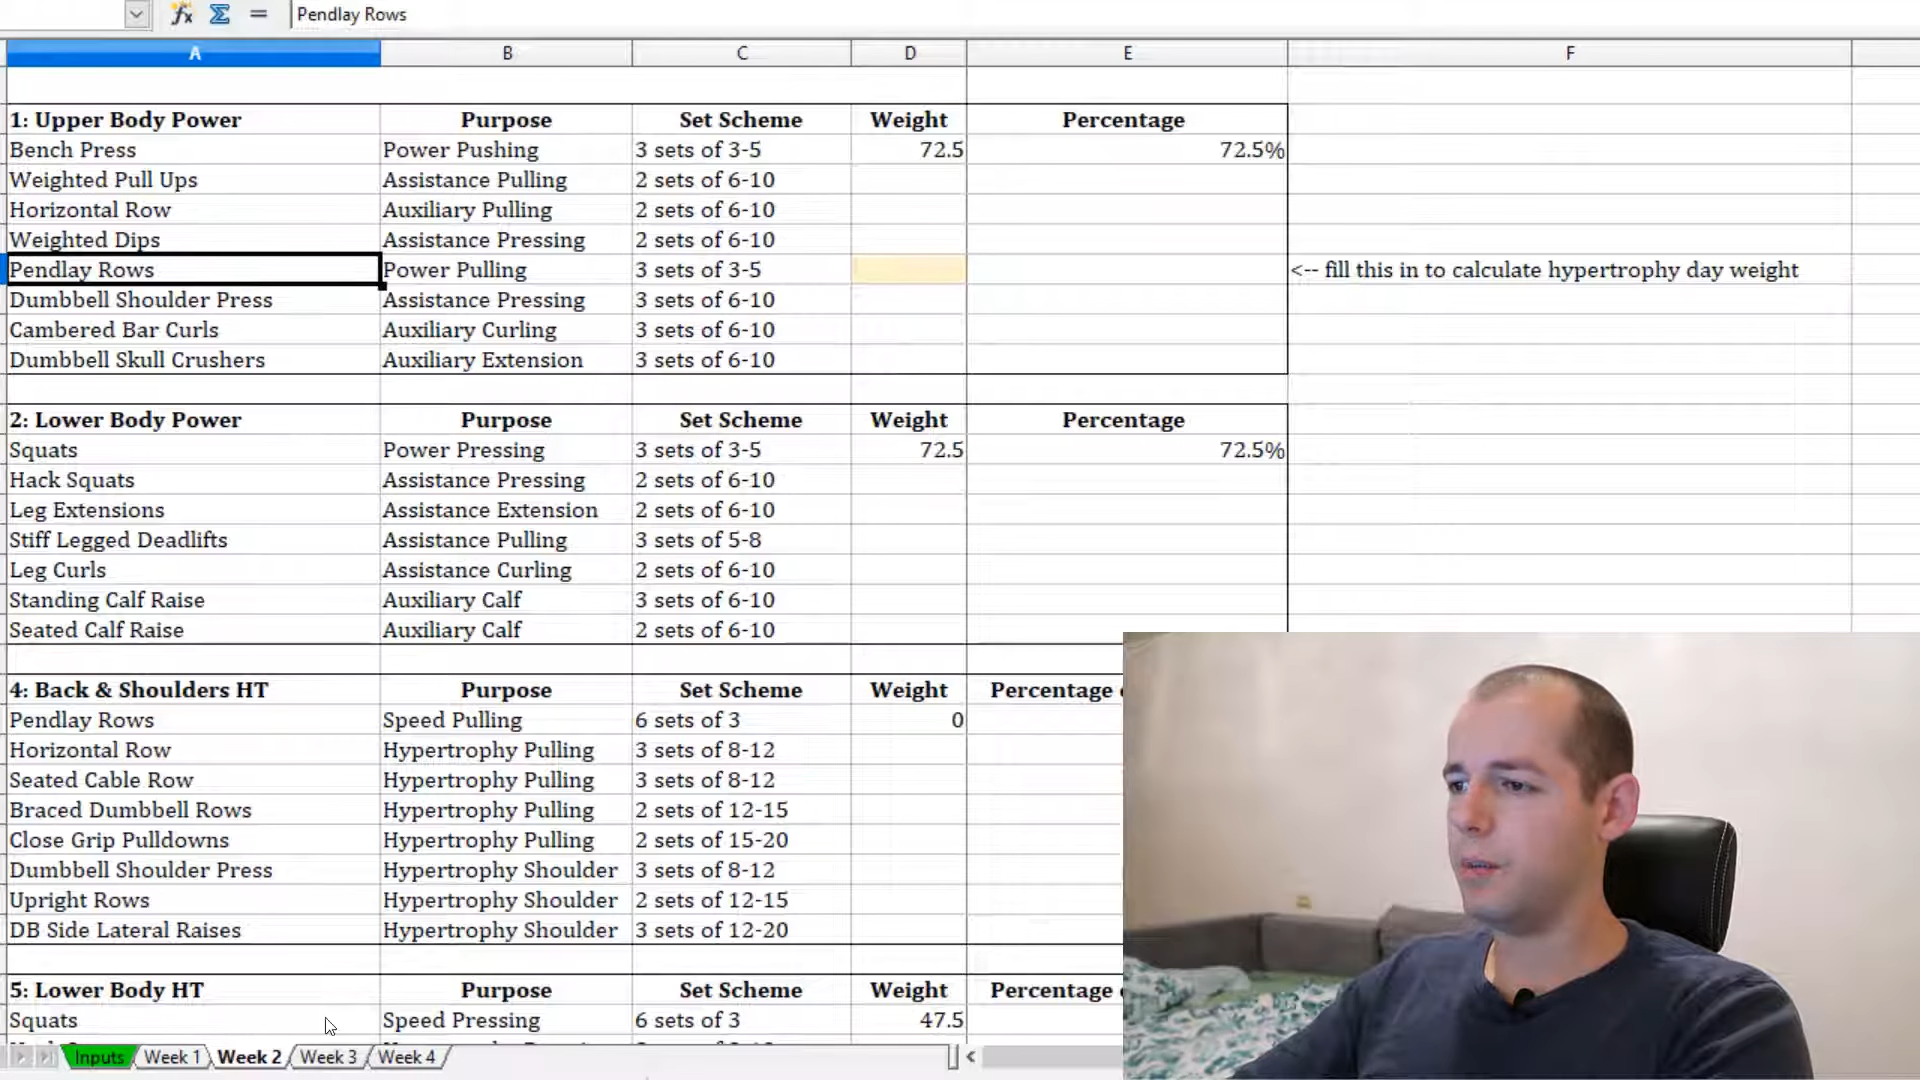 Pendlay Rows
A B C D E F
1: Upper Body Power Purpose Set Scheme Weight Percentage
Bench Press Power Pushing 3 sets of 3-5 72.5 72.5%
Weighted Pull Ups Assistance Pulling 2 sets of 6-10
Horizontal Row Auxiliary Pulling 2 sets of 6-10
Weighted Dips Assistance Pressing 2 sets of 6-10
Pendlay Rows Power Pulling 3 sets of 3-5 <-- fill this in to calculate hypertrophy day weight
Dumbbell Shoulder Press Assistance Pressing 3 sets of 6-10
Cambered Bar Curls Auxiliary Curling 3 sets of 6-10
Dumbbell Skull Crushers Auxiliary Extension 3 sets of 6-10
2: Lower Body Power Purpose Set Scheme Weight Percentage
Squats Power Pressing 3 sets of 3-5 72.5 72.5%
Hack Squats Assistance Pressing 2 sets of 6-10
Leg Extensions Assistance Extension 2 sets of 6-10
Stiff Legged Deadlifts Assistance Pulling 3 sets of 5-8
Leg Curls Assistance Curling 2 sets of 6-10
Standing Calf Raise Auxiliary Calf 3 sets of 6-10
Seated Calf Raise Auxiliary Calf 2 sets of 6-10
4: Back & Shoulders HT Purpose Set Scheme Weight Percentage
Pendlay Rows Speed Pulling 6 sets of 3 0
Horizontal Row Hypertrophy Pulling 3 sets of 8-12
Seated Cable Row Hypertrophy Pulling 3 sets of 8-12
Braced Dumbbell Rows Hypertrophy Pulling 2 sets of 12-15
Close Grip Pulldowns Hypertrophy Pulling 2 sets of 15-20
Dumbbell Shoulder Press Hypertrophy Shoulder 3 sets of 8-12
Upright Rows Hypertrophy Shoulder 2 sets of 12-15
DB Side Lateral Raises Hypertrophy Shoulder 3 sets of 12-20
5: Lower Body HT Purpose Set Scheme Weight Percentage
Squats Speed Pressing 6 sets of 3 47.5
Inputs Week 1 Week 2 Week 3 Week 4